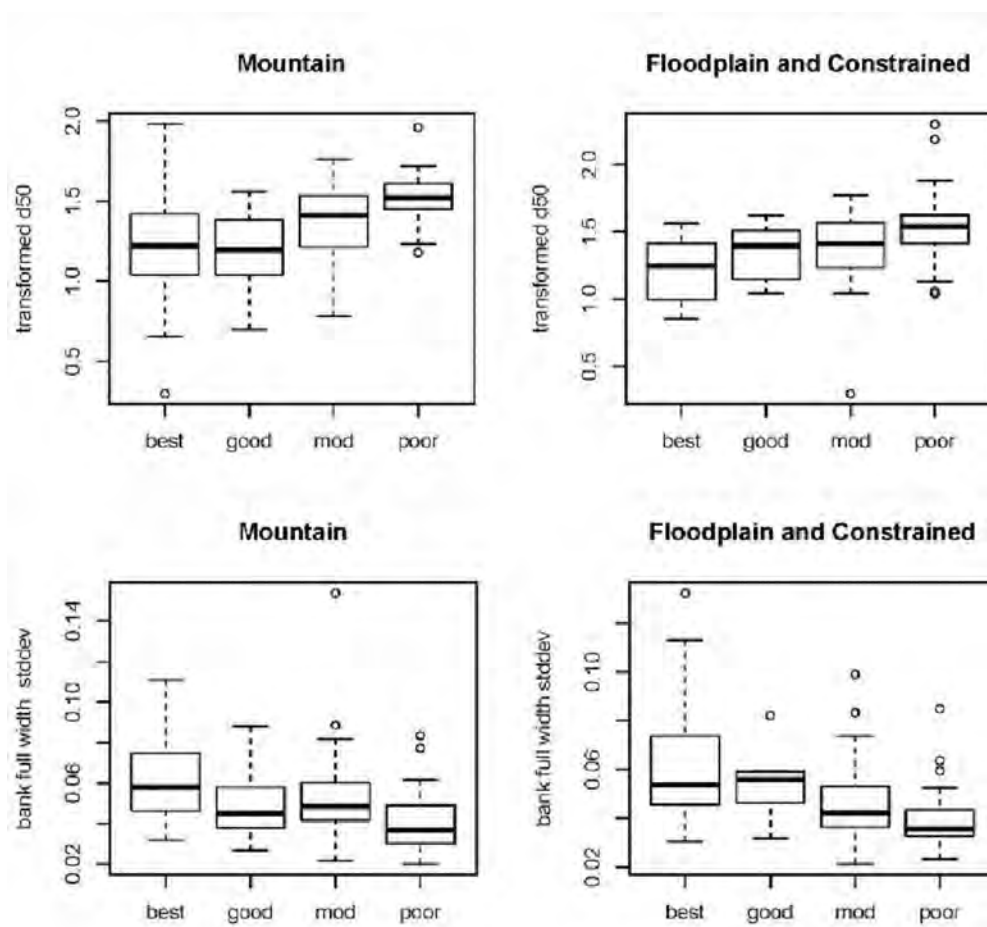 Mountain
transformed d50
2.0
1.5
1.0
0.5
best good mod poor
Floodplain and Constrained
transformed d50
2.0
1.5
1.0
0.5
best good mod poor
Mountain
bank full width stddev
0.14
0.10
0.06
0.02
best good mod poor
Floodplain and Constrained
bank full width stddev
0.10
0.06
0.02
best good mod poor